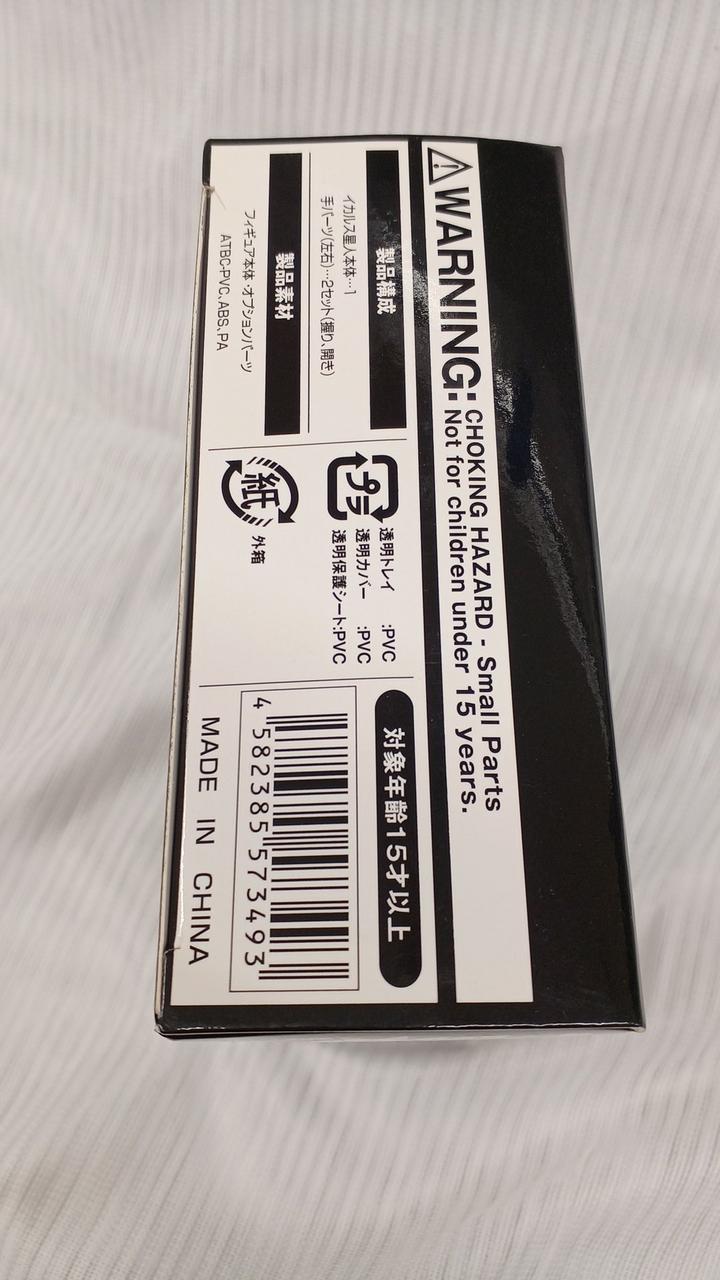 ⚠WARNING: CHOKING HAZARD - Small Parts
Not for children under 15 years.
製品構成
イカルス星人本体…1
手パーツ(左右)…2セット(握り、開き)
製品素材
フィギュア本体・オプションパーツ
ATBC-PVC、ABS、PA
プラ
透明トレイ :PVC
透明カバー :PVC
透明保護シート:PVC
紙
外箱
対象年齢15才以上
4 582385 573493
MADE IN CHINA